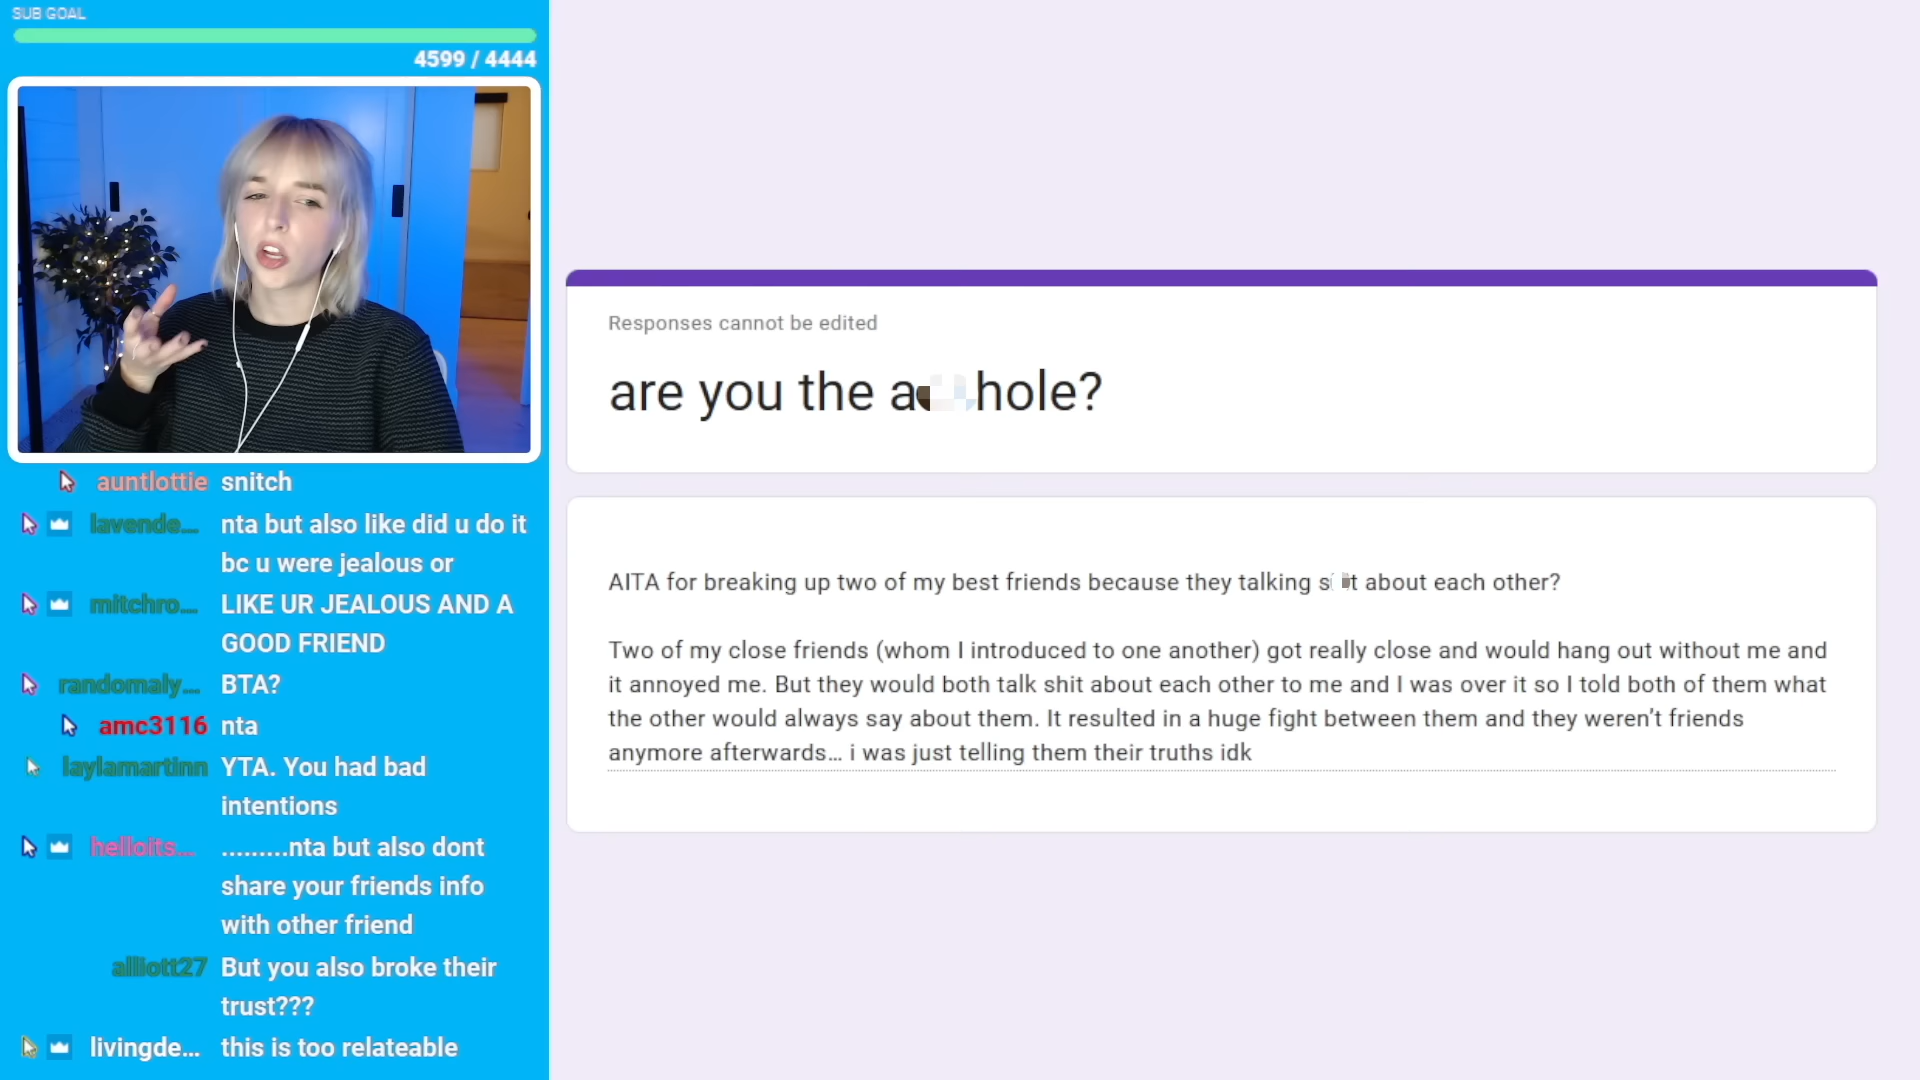 SUB GOAL
4599 / 4444
auntlottie snitch
lavende... nta but also like did u do it
bc u were jealous or
mitchro... LIKE UR JEALOUS AND A
GOOD FRIEND
randomaly... BTA?
amc3116 nta
laylamartinn YTA. You had bad
intentions
helloits... .........nta but also dont
share your friends info
with other friend
alliott27 But you also broke their
trust???
livingde... this is too relateable
Responses cannot be edited
are you the a hole?
AITA for breaking up two of my best friends because they talking s t about each other?
Two of my close friends (whom I introduced to one another) got really close and would hang out without me and
it annoyed me. But they would both talk shit about each other to me and I was over it so I told both of them what
the other would always say about them. It resulted in a huge fight between them and they weren’t friends
anymore afterwards... i was just telling them their truths idk